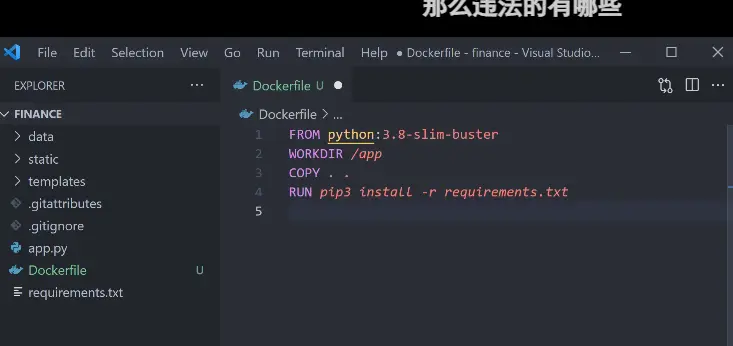 那么违法的有哪些
File Edit Selection View Go Run Terminal Help ● Dockerfile - finance - Visual Studio...
EXPLORER ...
Dockerfile U ●
FINANCE
Dockerfile > ...
> data
> static
> templates
.gitattributes
.gitignore
app.py
Dockerfile U
requirements.txt
1 FROM python:3.8-slim-buster
2 WORKDIR /app
3 COPY . .
4 RUN pip3 install -r requirements.txt
5